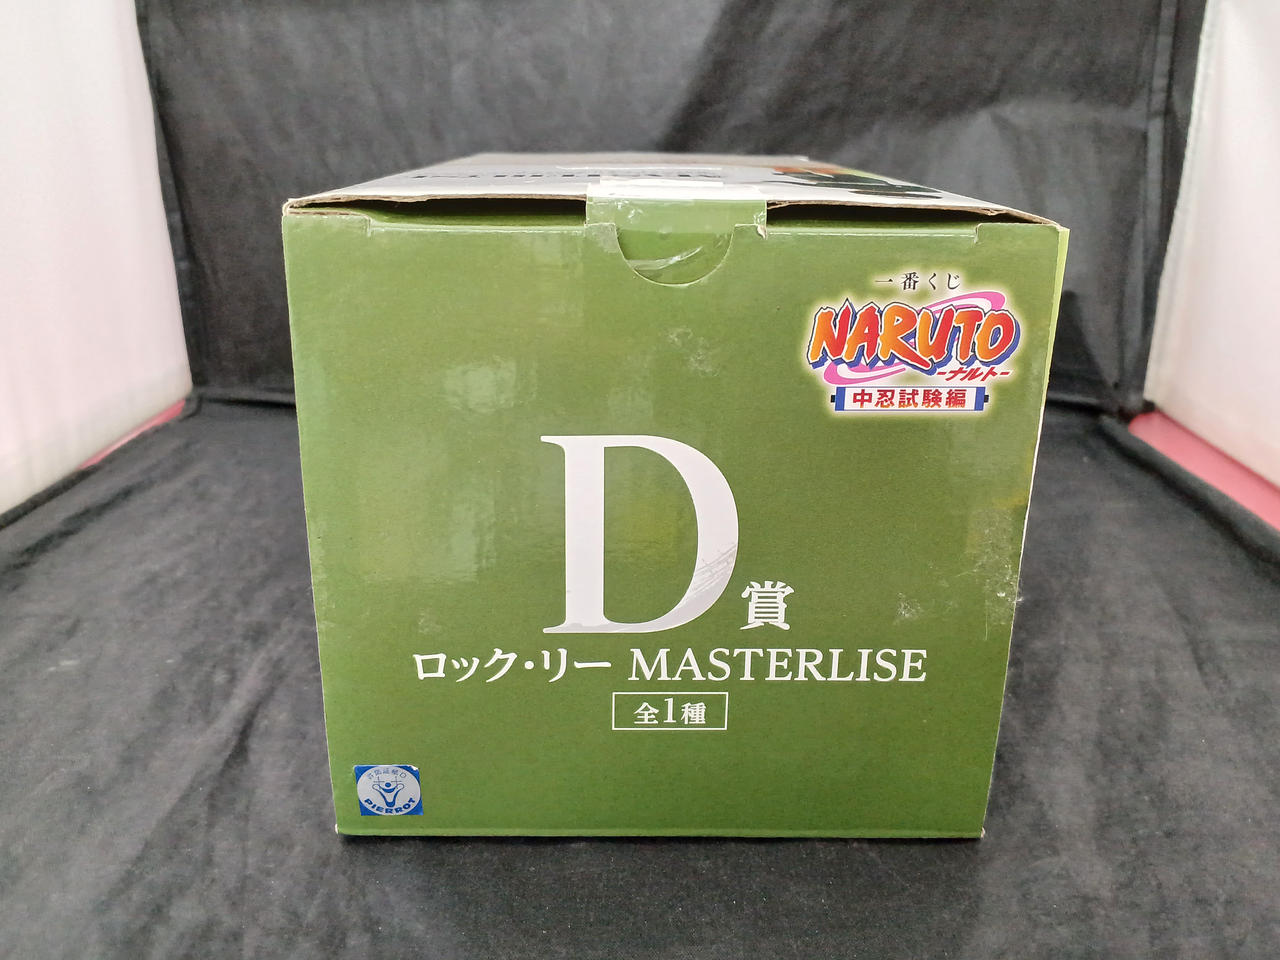 一番くじ
NARUTO
-ナルト-
中忍試験編
D賞
ロック・リー MASTERLISE
全1種
PIERROT